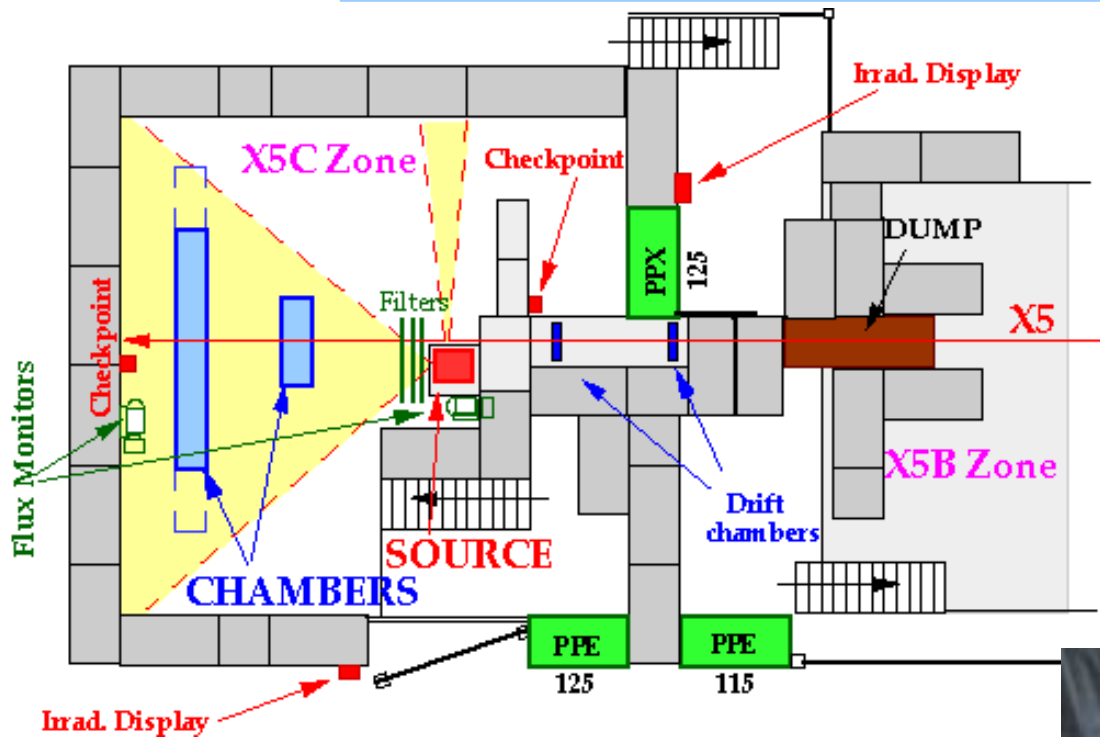 Irrad. Display
X5C Zone
Checkpoint
PPX
125
DUMP
Filters
X5
Checkpoint
Flux Monitors
X5B Zone
Drift
chambers
SOURCE
CHAMBERS
PPE
125
PPE
115
Irrad. Display